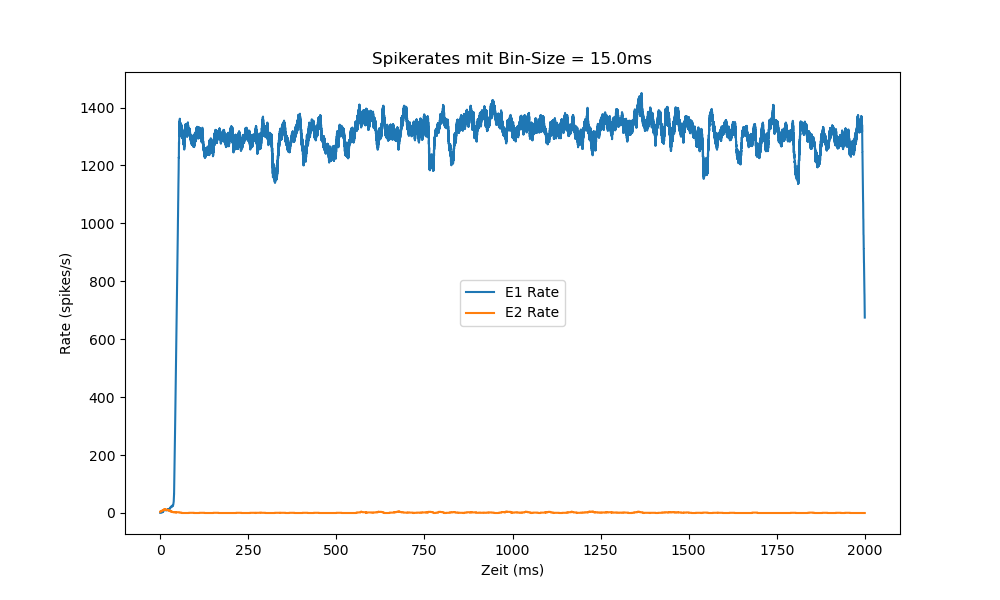 Spikerates mit Bin-Size = 15.0ms
1400
1200
1000
800
600
400
200
0
Rate (spikes/s)
E1 Rate
E2 Rate
0 250 500 750 1000 1250 1500 1750 2000
Zeit (ms)